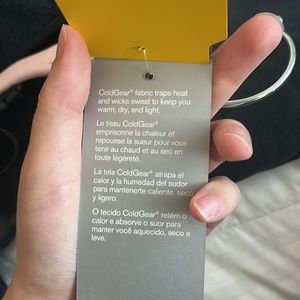 ColdGear® fabric traps heat
and wicks sweat to keep you
warm, dry, and light.
Le tissu ColdGear®
emprisonne la chaleur et
repousse la sueur pour vous
tenir au chaud et au sec en
toute légèreté.
La tela ColdGear® atrapa el
calor y la humedad del sudor
para mantenerte caliente, seco
y ligero.
O tecido ColdGear® retém o
calor e absorve o suor para
manter você aquecido, seco e
leve.